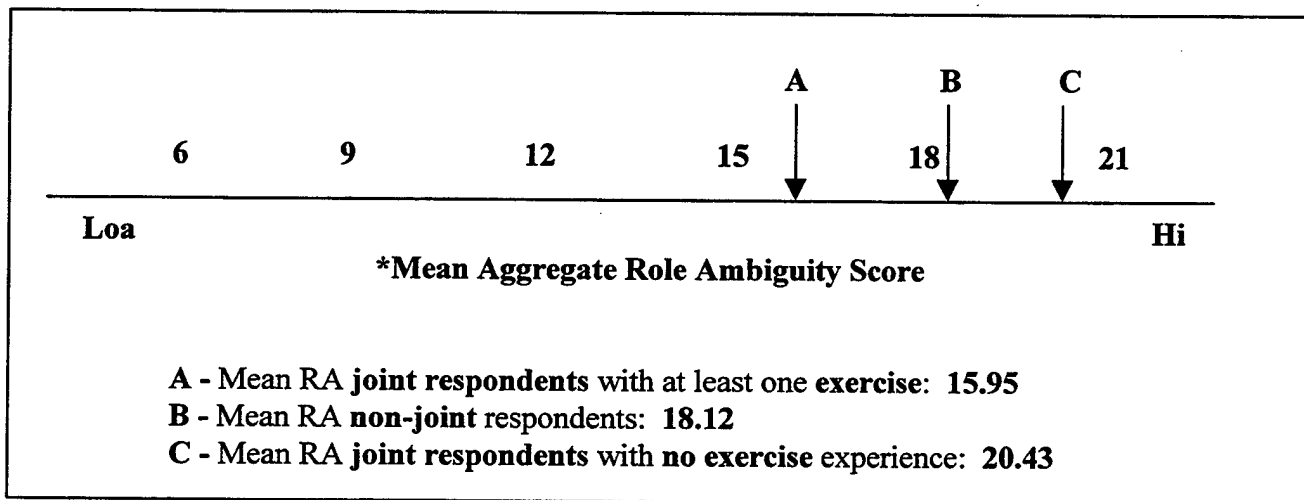 A B C
6 9 12 15 18 21
Loa Hi
*Mean Aggregate Role Ambiguity Score
A - Mean RA joint respondents with at least one exercise: 15.95
B - Mean RA non-joint respondents: 18.12
C - Mean RA joint respondents with no exercise experience: 20.43